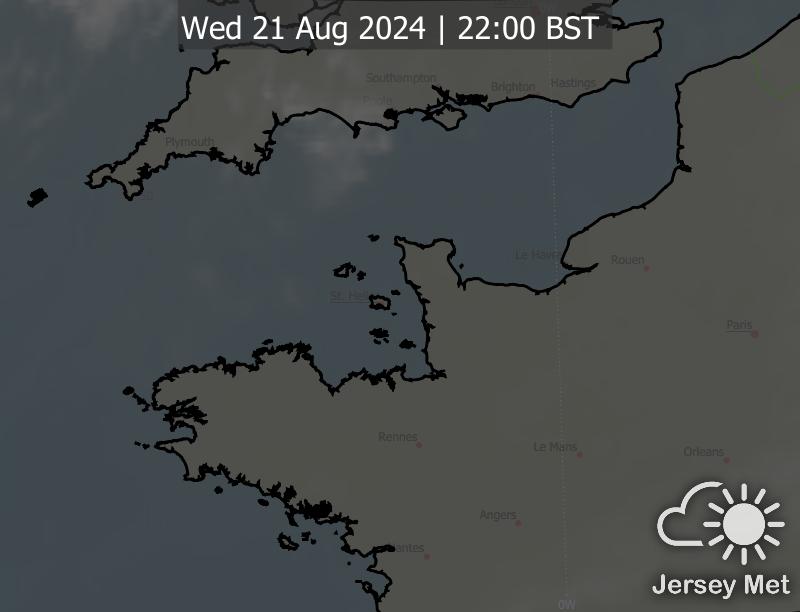 Wed 21 Aug 2024 | 22:00 BST
Southampton
Brighton
Hastings
Poole
Plymouth
Le Havre
Rouen
St. Heli
Paris
Rennes
Le Mans
Orleans
Angers
Nantes
Jersey Met
0W